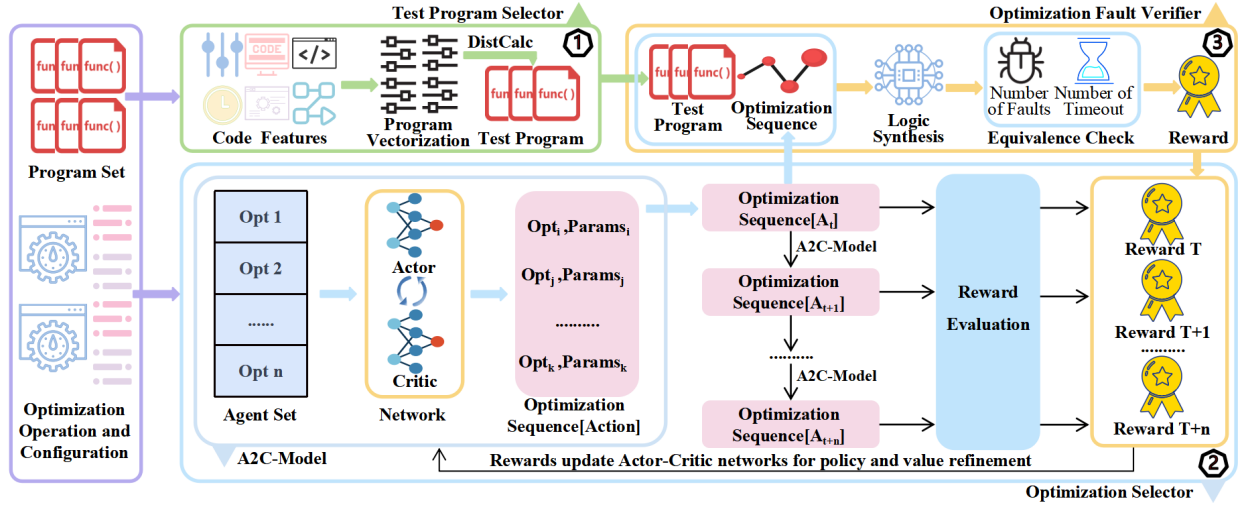 Test Program Selector
1
Optimization Fault Verifier
3
fun
fun
func( )
fun
fun
func( )
Program Set
Optimization
Operation and
Configuration
CODE
</>
Code Features
Program
Vectorization
DistCalc
fun
fun
func( )
Test Program
fun
fun
func( )
Test
Program
Optimization
Sequence
Logic
Synthesis
Number
of Faults
Number of
Timeout
Equivalence Check
Reward
Opt 1
Opt 2
......
Opt n
Agent Set
Actor
Critic
Network
Opti ,Paramsi
Optj ,Paramsj
..........
Optk ,Paramsk
Optimization
Sequence[Action]
A2C-Model
Optimization
Sequence[At]
A2C-Model
Optimization
Sequence[At+1]
..........
A2C-Model
Optimization
Sequence[At+n]
Reward
Evaluation
Reward T
Reward T+1
..........
Reward T+n
Rewards update Actor-Critic networks for policy and value refinement
2
Optimization Selector